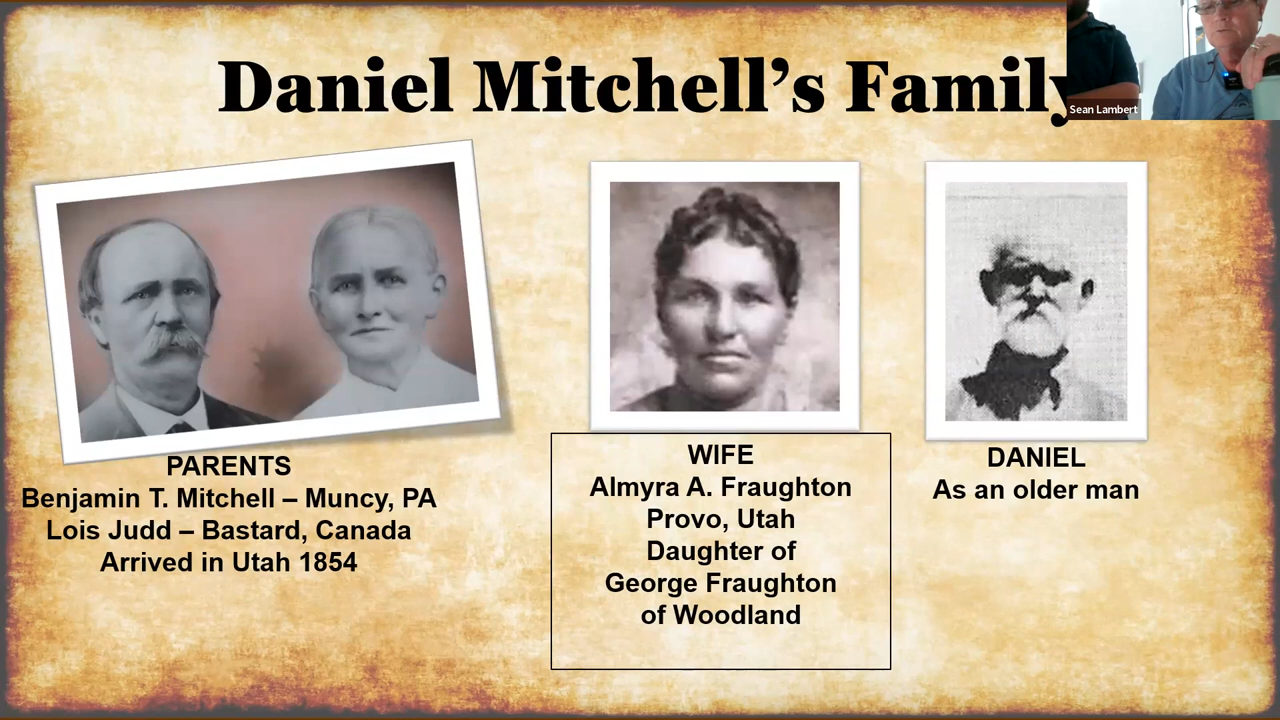 Daniel Mitchell's Family
Sean Lambert
PARENTS
Benjamin T. Mitchell – Muncy, PA
Lois Judd – Bastard, Canada
Arrived in Utah 1854
WIFE
Almyra A. Fraughton
Provo, Utah
Daughter of
George Fraughton
of Woodland
DANIEL
As an older man